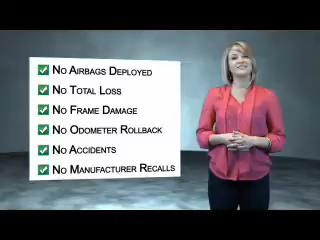 No Airbags Deployed
No Total Loss
No Frame Damage
No Odometer Rollback
No Accidents
No Manufacturer Recalls